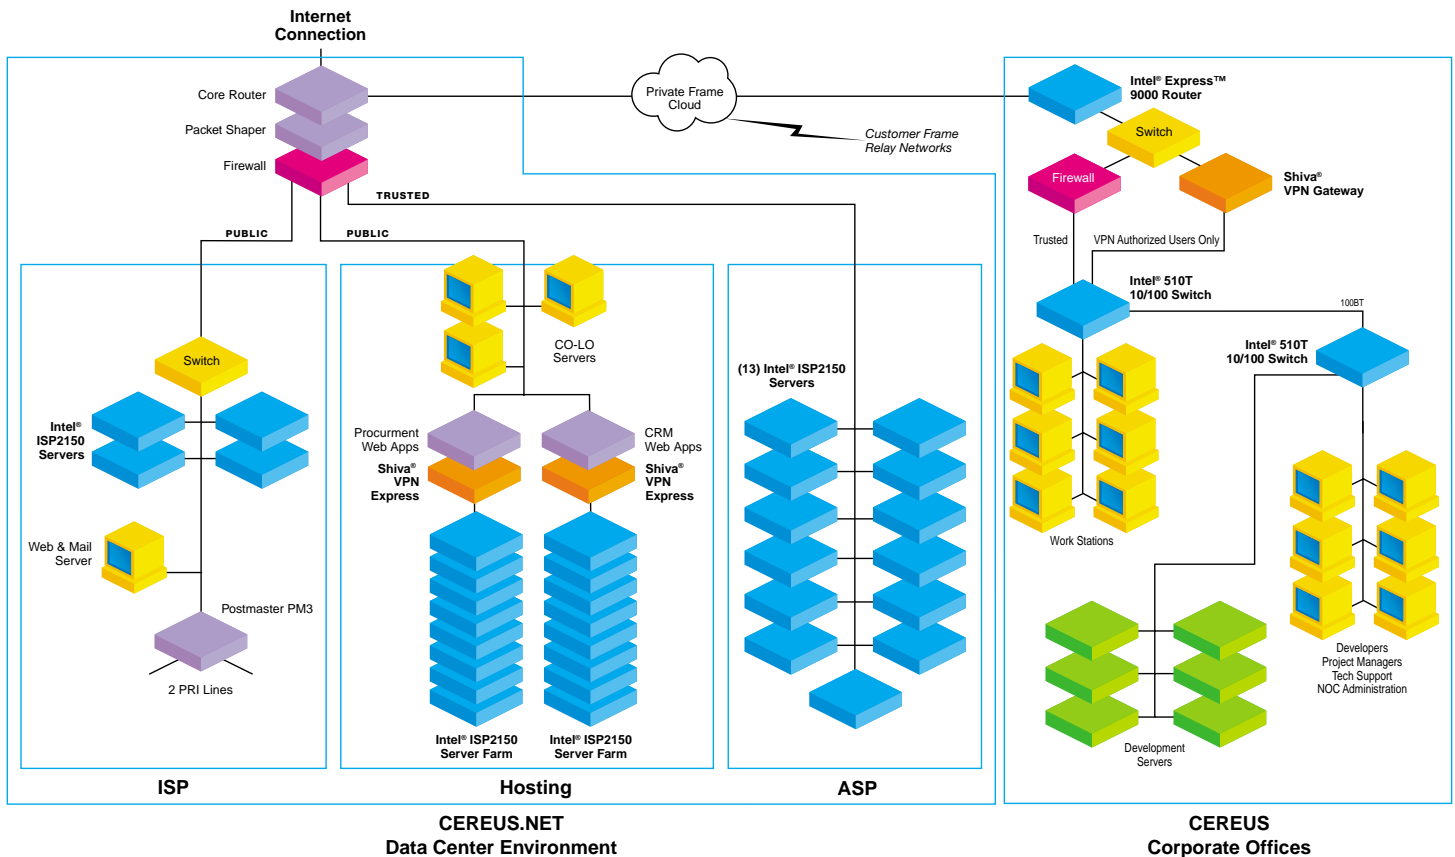 Internet
Connection
Core Router
Packet Shaper
Firewall
Private Frame
Cloud
Customer Frame
Relay Networks
TRUSTED
PUBLIC
PUBLIC
Switch
Intel®
ISP2150
Servers
Web & Mail
Server
Postmaster PM3
2 PRI Lines
ISP
CO-LO
Servers
Procurment
Web Apps
CRM
Web Apps
Shiva®
VPN
Express
Shiva®
VPN
Express
Intel® ISP2150
Server Farm
Intel® ISP2150
Server Farm
Hosting
(13) Intel® ISP2150
Servers
ASP
CEREUS.NET
Data Center Environment
Intel® Express™
9000 Router
Switch
Firewall
Shiva®
VPN Gateway
Trusted
VPN Authorized Users Only
Intel® 510T
10/100 Switch
100BT
Intel® 510T
10/100 Switch
Work Stations
Developers
Project Managers
Tech Support
NOC Administration
Development
Servers
CEREUS
Corporate Offices